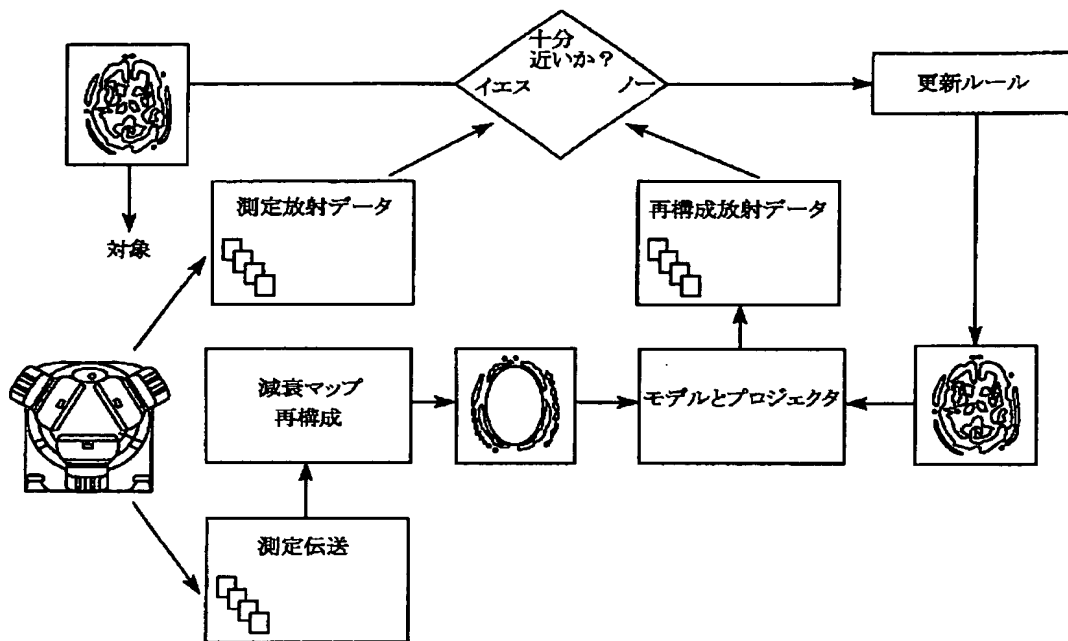 十分
近いか？
イエス
ノー
更新ルール
対象
測定放射データ
再構成放射データ
減衰マップ
再構成
モデルとプロジェクタ
測定伝送